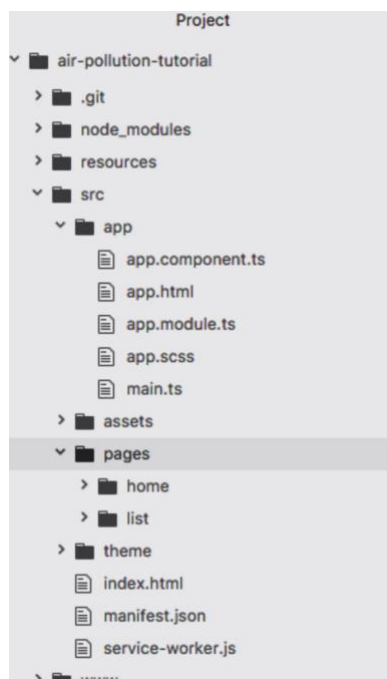 Project
air-pollution-tutorial
.git
node_modules
resources
src
app
app.component.ts
app.html
app.module.ts
app.scss
main.ts
assets
pages
home
list
theme
index.html
manifest.json
service-worker.js